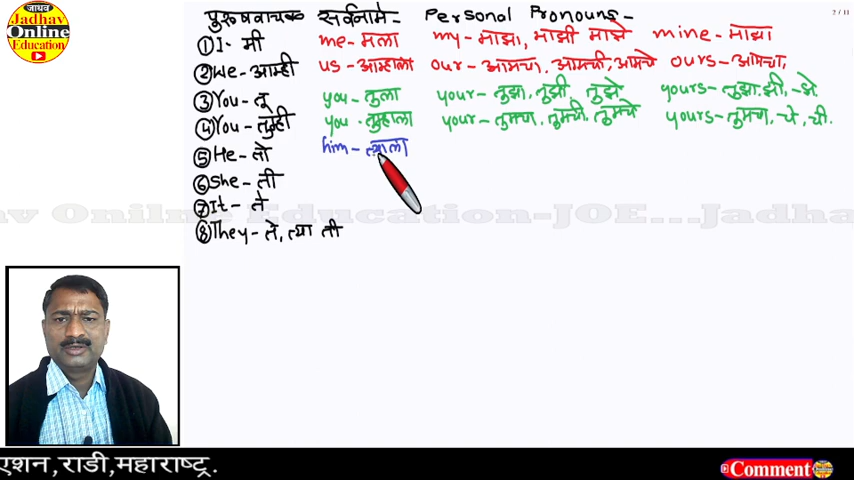 जाधव
Jadhav
Online
Education
पुरूषवाचक सर्वनामे- Personal Pronouns-
2/11
① I- मी me-मला my-माझा, माझी माझे mine-माझा
② We-आम्ही us-आम्हाला our-आमचा, आमची, आमचे ours-आमचा,
③ You-तू you-तुला your-तुझा, तुझी तुझे yours-तुझा, झी, -झे
④ You-तुम्ही you-तुम्हाला your-तुमचा, तुमची, तुमचे yours-तुमचा, चे, ची.
⑤ He-तो him-त्याला
⑥ She-ती
⑦ It-ते
av Online Education-JOE...Jadha
⑧ They-ते, त्या ती
एशन,राडी,महाराष्ट्र.
Comment